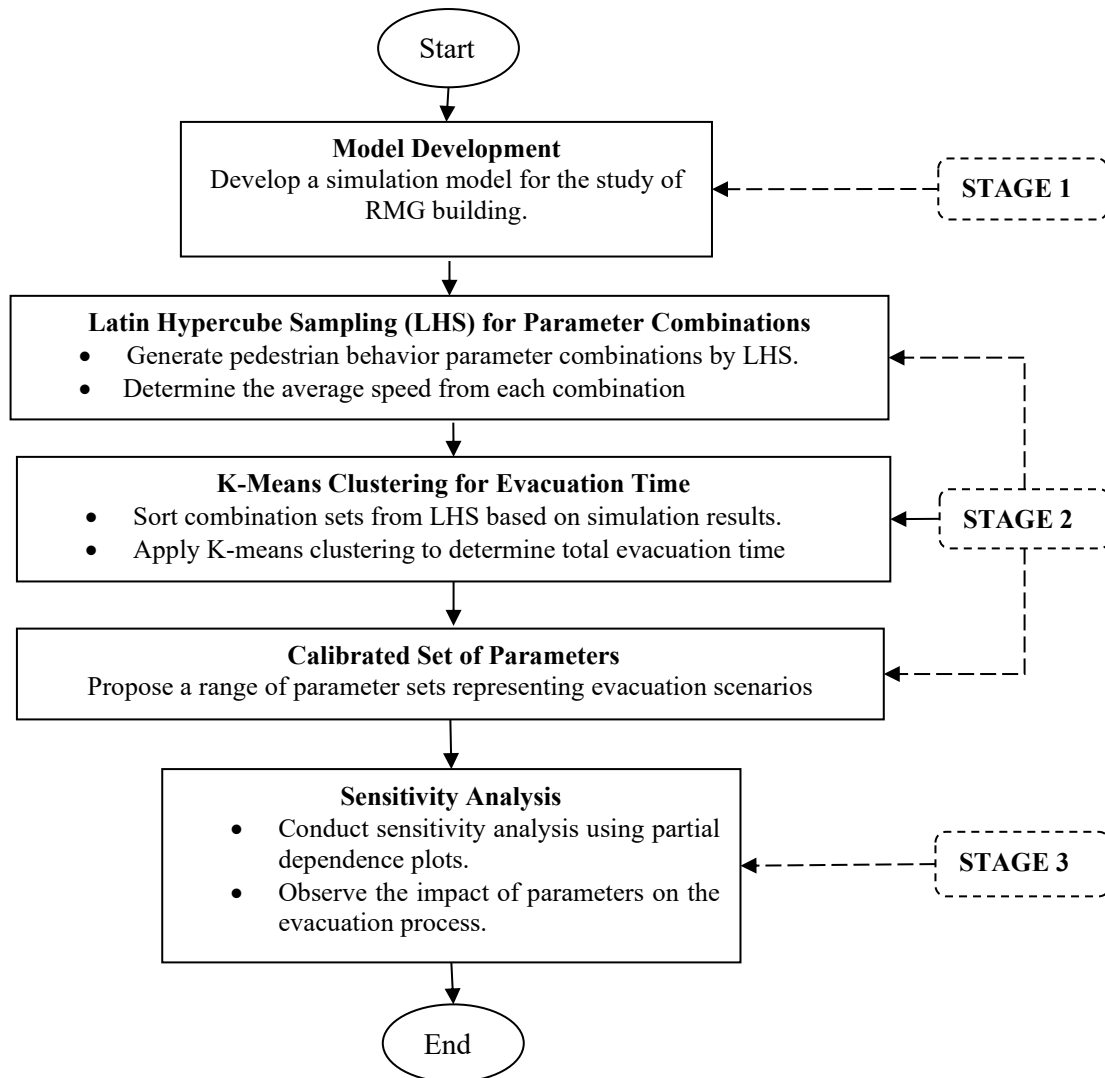 Start
Model Development
Develop a simulation model for the study of
RMG building.
STAGE 1
Latin Hypercube Sampling (LHS) for Parameter Combinations
• Generate pedestrian behavior parameter combinations by LHS.
• Determine the average speed from each combination
K-Means Clustering for Evacuation Time
• Sort combination sets from LHS based on simulation results.
• Apply K-means clustering to determine total evacuation time
STAGE 2
Calibrated Set of Parameters
Propose a range of parameter sets representing evacuation scenarios
Sensitivity Analysis
• Conduct sensitivity analysis using partial
dependence plots.
• Observe the impact of parameters on the
evacuation process.
STAGE 3
End